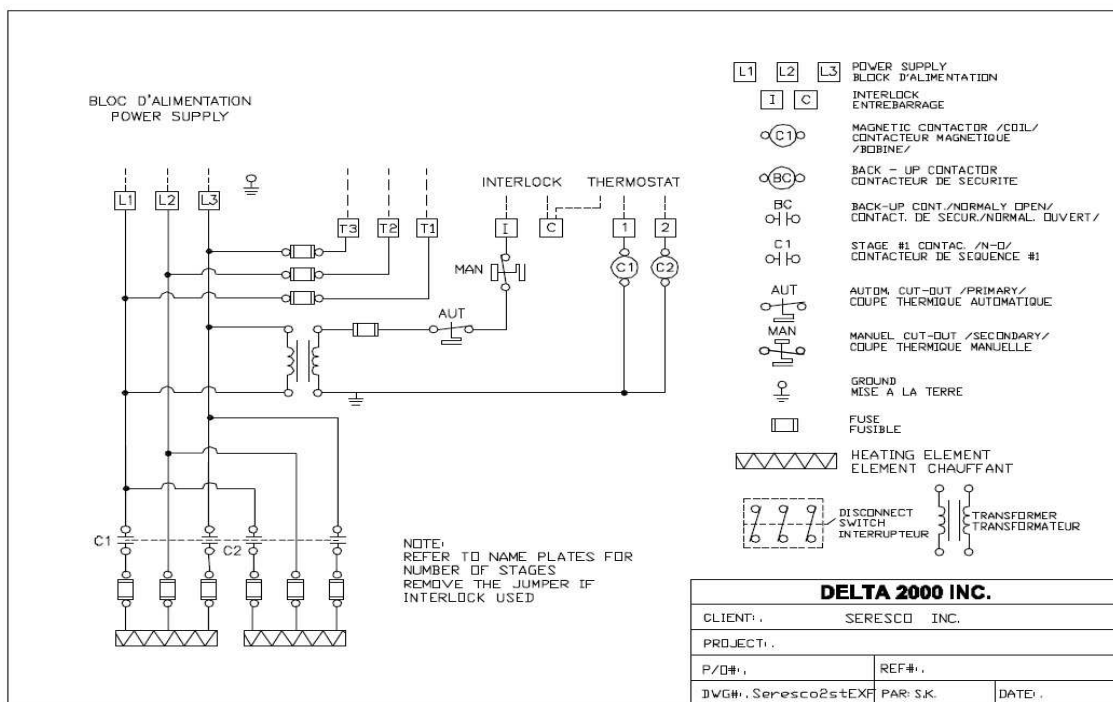 BLOC D'ALIMENTATION
POWER SUPPLY
L1
L2
L3
T3
T2
T1
INTERLOCK
THERMOSTAT
I
C
1
2
MAN
C1
C2
AUT
C1
C2
NOTE:
REFER TO NAME PLATES FOR
NUMBER OF STAGES
REMOVE THE JUMPER IF
INTERLOCK USED
L1 L2 L3
POWER SUPPLY
BLOCK D'ALIMENTATION
I C
INTERLOCK
ENTREBARRAGE
C1
MAGNETIC CONTACTOR /COIL/
CONTACTEUR MAGNETIQUE
/BOBINE/
BC
BACK - UP CONTACTOR
CONTACTEUR DE SECURITE
BC
BACK-UP CONT./NORMALY OPEN/
CONTACT. DE SECUR./NORMAL. OUVERT/
C1
STAGE #1 CONTAC. /N-O/
CONTACTEUR DE SEQUENCE #1
AUT
AUTOM. CUT-OUT /PRIMARY/
COUPE THERMIQUE AUTOMATIQUE
MAN
MANUEL CUT-OUT /SECONDARY/
COUPE THERMIQUE MANUELLE
GROUND
MISE A LA TERRE
FUSE
FUSIBLE
HEATING ELEMENT
ELEMENT CHAUFFANT
DISCONNECT
SWITCH
INTERRUPTEUR
TRANSFORMER
TRANSFORMATEUR
DELTA 2000 INC.
CLIENT:. SERESCO INC.
PROJECT:.
P/O#:. REF#:.
DWG#:.Seresco2stEXF PAR: S.K. DATE:.